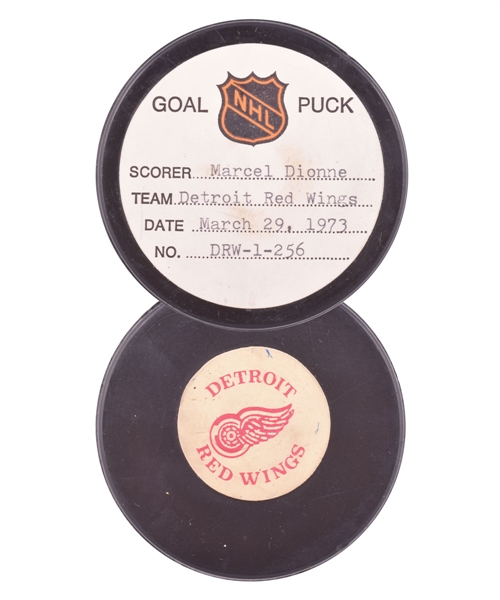 GOAL NHL PUCK
SCORER Marcel Dionne
TEAM Detroit Red Wings
DATE March 29, 1973
NO. DRW-1-256
DETROIT
RED WINGS